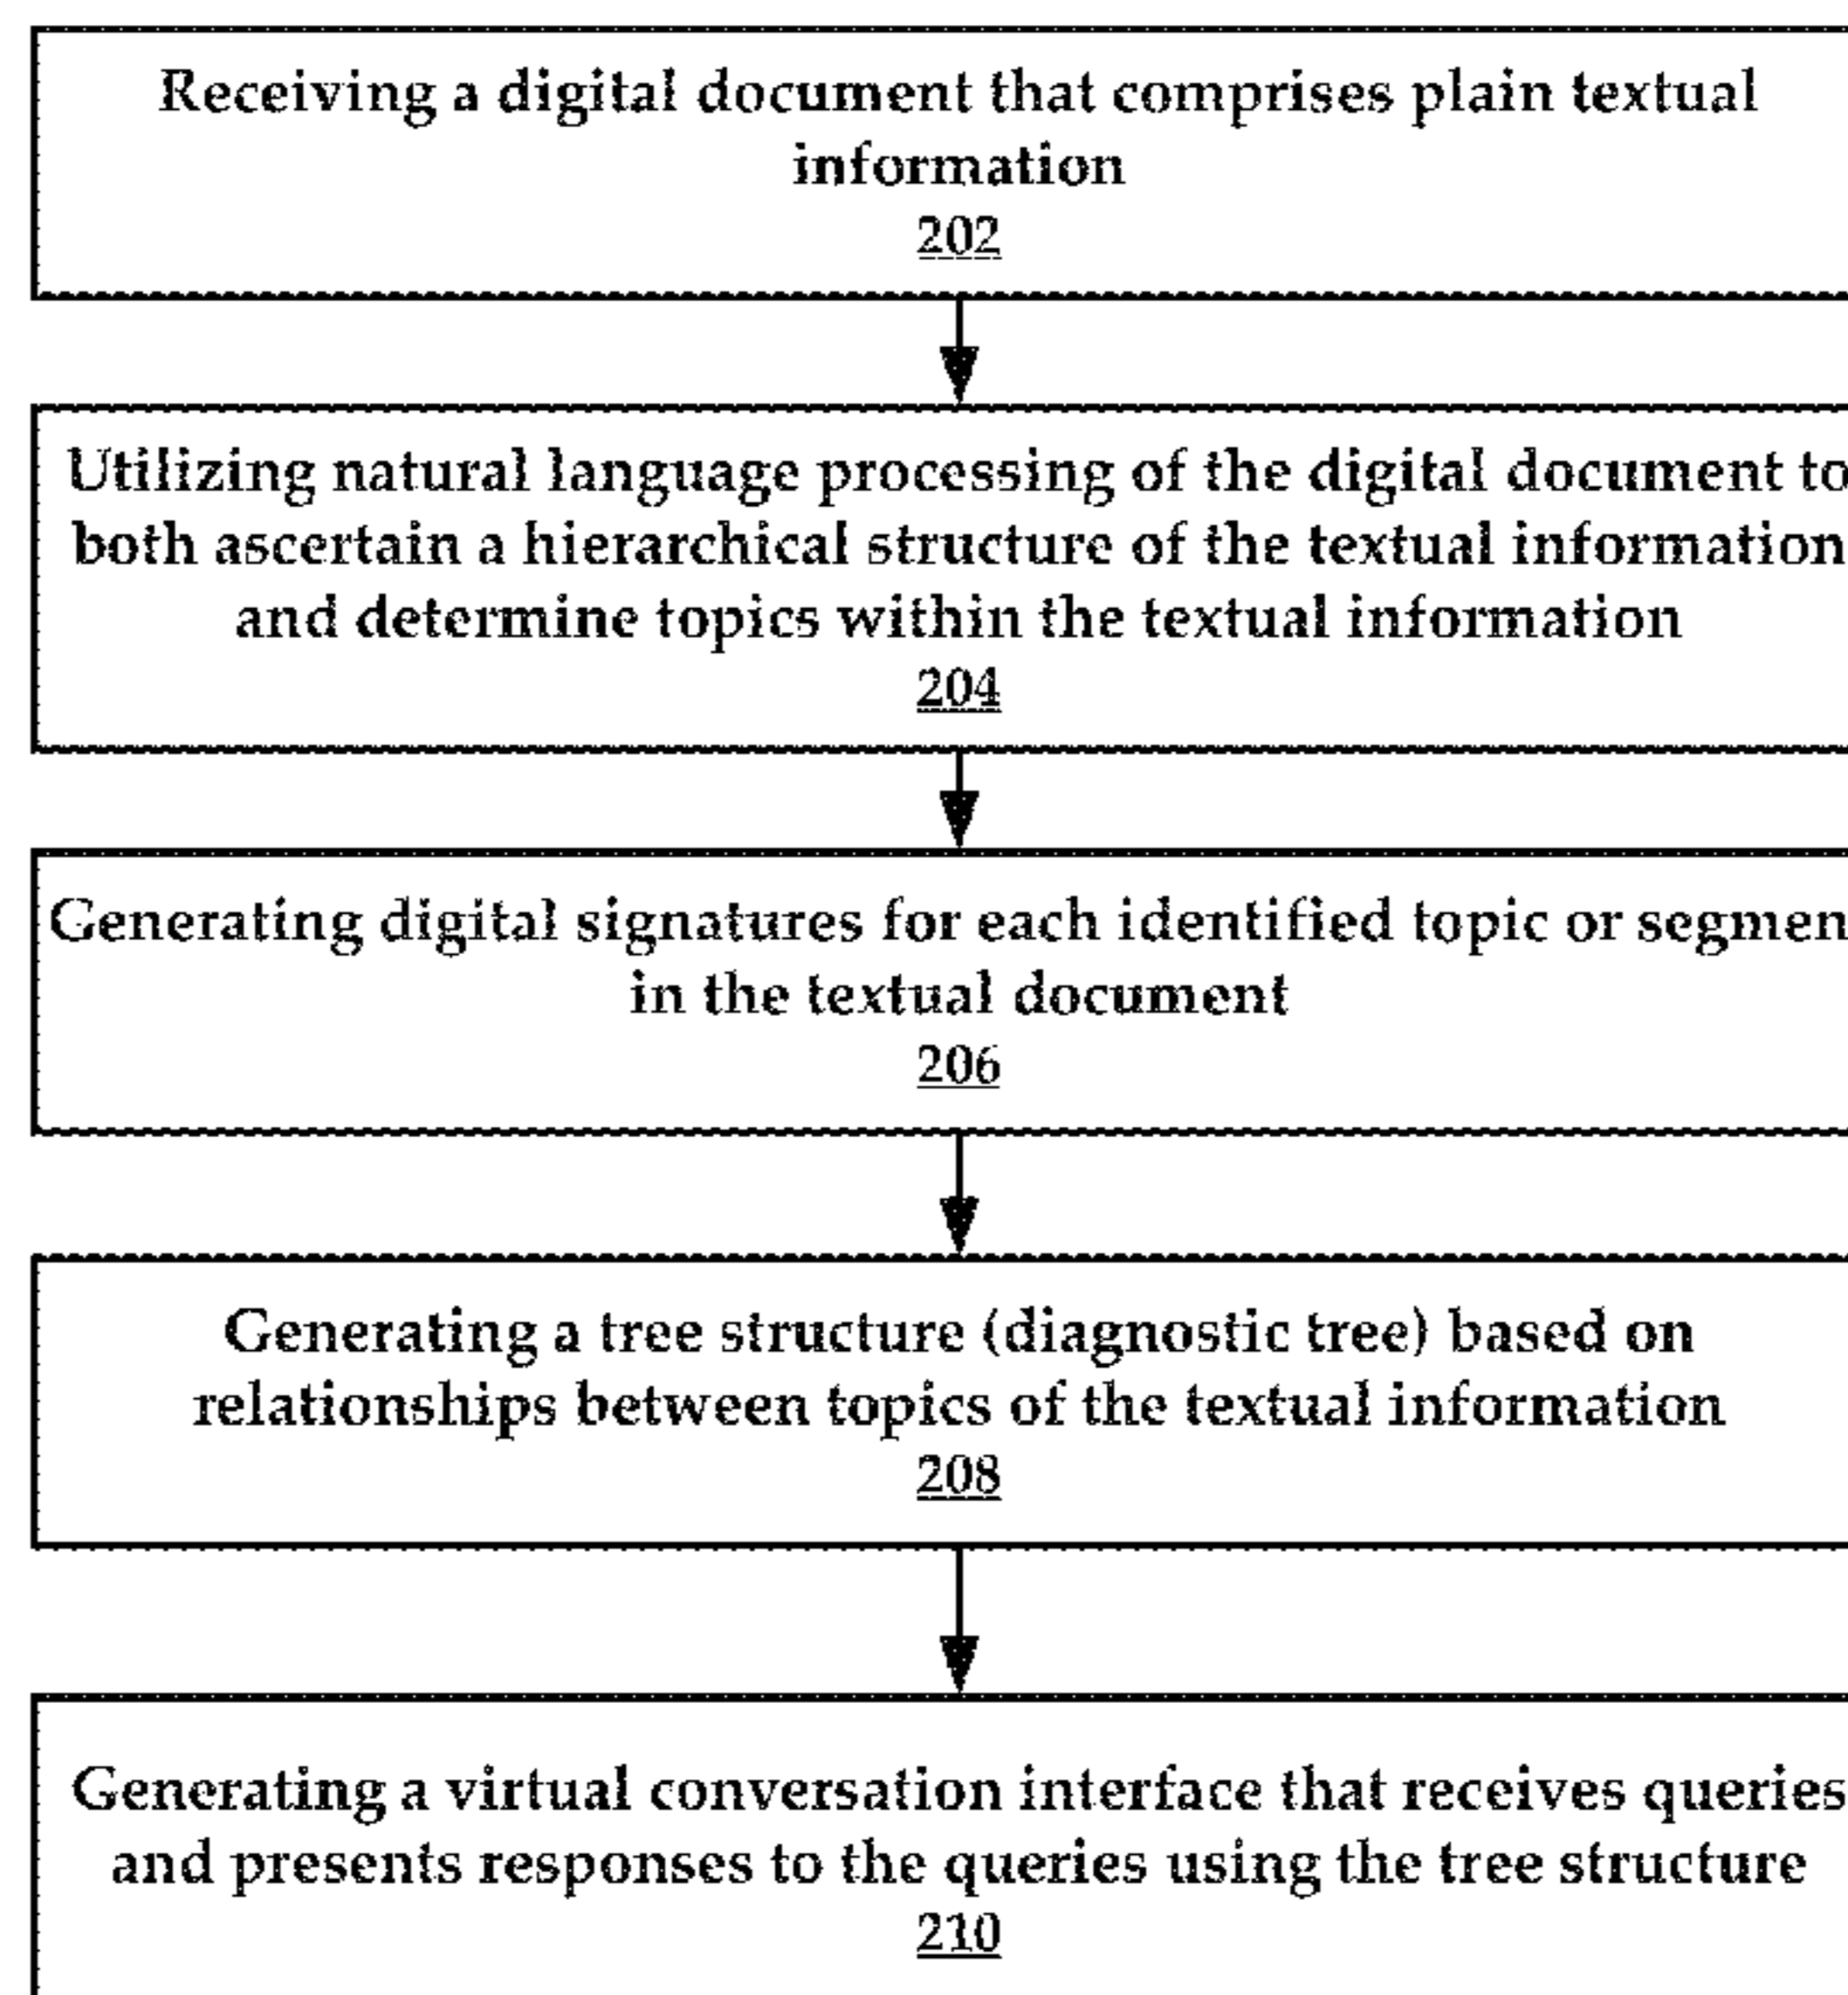 Receiving a digital document that comprises plain textual
information
202
Utilizing natural language processing of the digital document to
both ascertain a hierarchical structure of the textual information
and determine topics within the textual information
204
Generating digital signatures for each identified topic or segmen
in the textual document
206
Generating a tree structure (diagnostic tree) based on
relationships between topics of the textual information
208
Generating a virtual conversation interface that receives queries
and presents responses to the queries using the tree structure
210